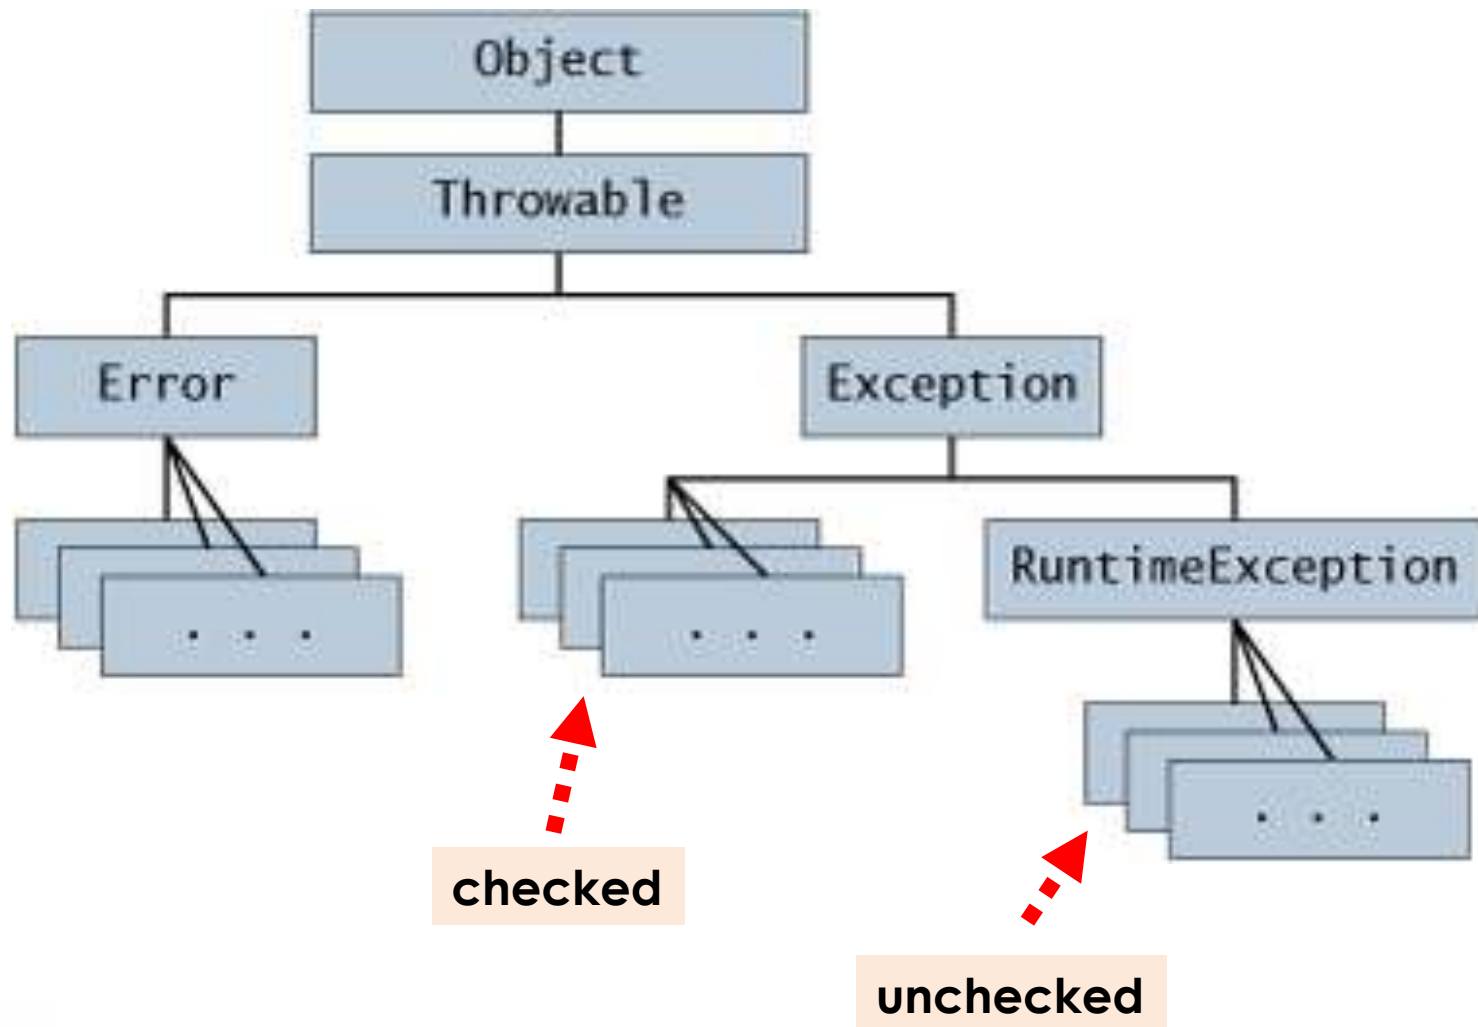 Object
Throwable
Error
Exception
. . .
. . .
RuntimeException
. . .
checked
unchecked